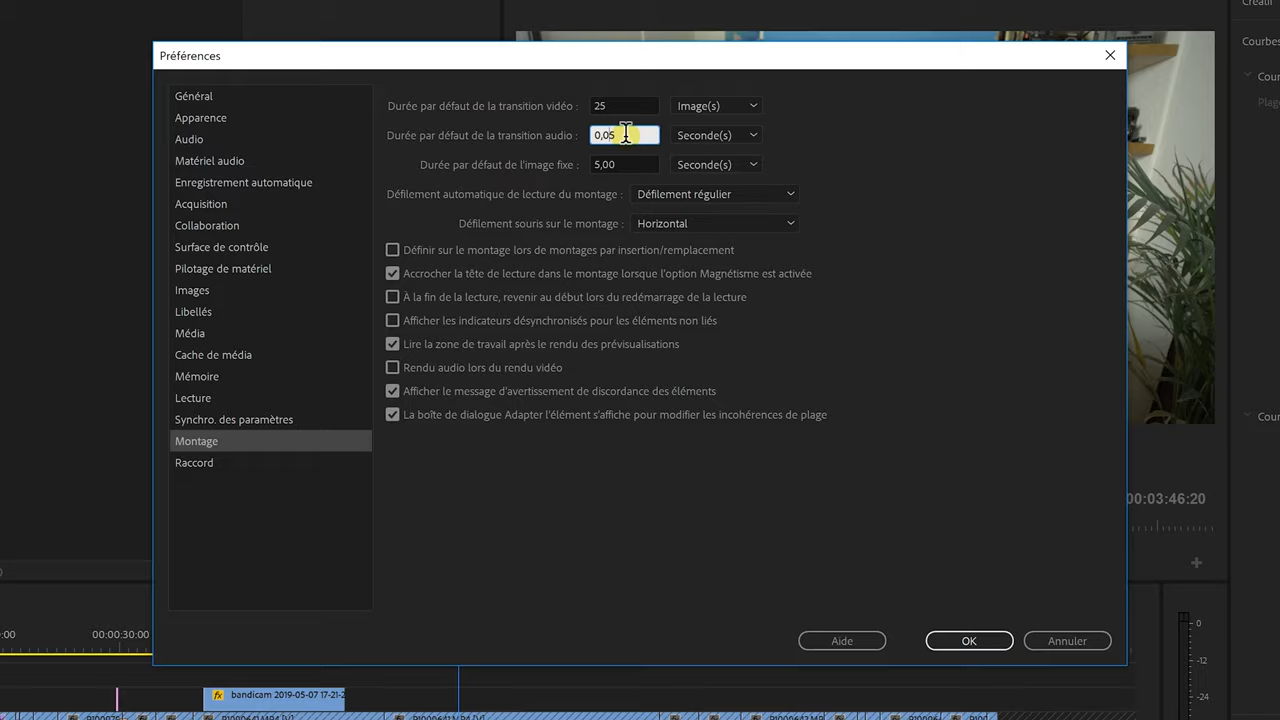 Créatif
Préférences
Courbes
Général
Durée par défaut de la transition vidéo :
25
Image(s)
Apparence
Durée par défaut de la transition audio :
0,05
Seconde(s)
Audio
Matériel audio
Durée par défaut de l'image fixe :
5,00
Seconde(s)
Enregistrement automatique
Défilement automatique de lecture du montage :
Défilement régulier
Acquisition
Collaboration
Défilement souris sur le montage :
Horizontal
Surface de contrôle
Définir sur le montage lors de montages par insertion/remplacement
Pilotage de matériel
Accrocher la tête de lecture dans le montage lorsque l'option Magnétisme est activée
Images
À la fin de la lecture, revenir au début lors du redémarrage de la lecture
Libellés
Afficher les indicateurs désynchronisés pour les éléments non liés
Média
Lire la zone de travail après le rendu des prévisualisations
Cache de média
Rendu audio lors du rendu vidéo
Mémoire
Afficher le message d'avertissement de discordance des éléments
Lecture
La boîte de dialogue Adapter l'élément s'affiche pour modifier les incohérences de plage
Synchro. des paramètres
Montage
Raccord
Cour
Plag
Cour
00:03:46:20
Aide
OK
Annuler
:00
00:00:30:00
0
-12
-24
fx
bandicam 2019-05-07 17-21-2